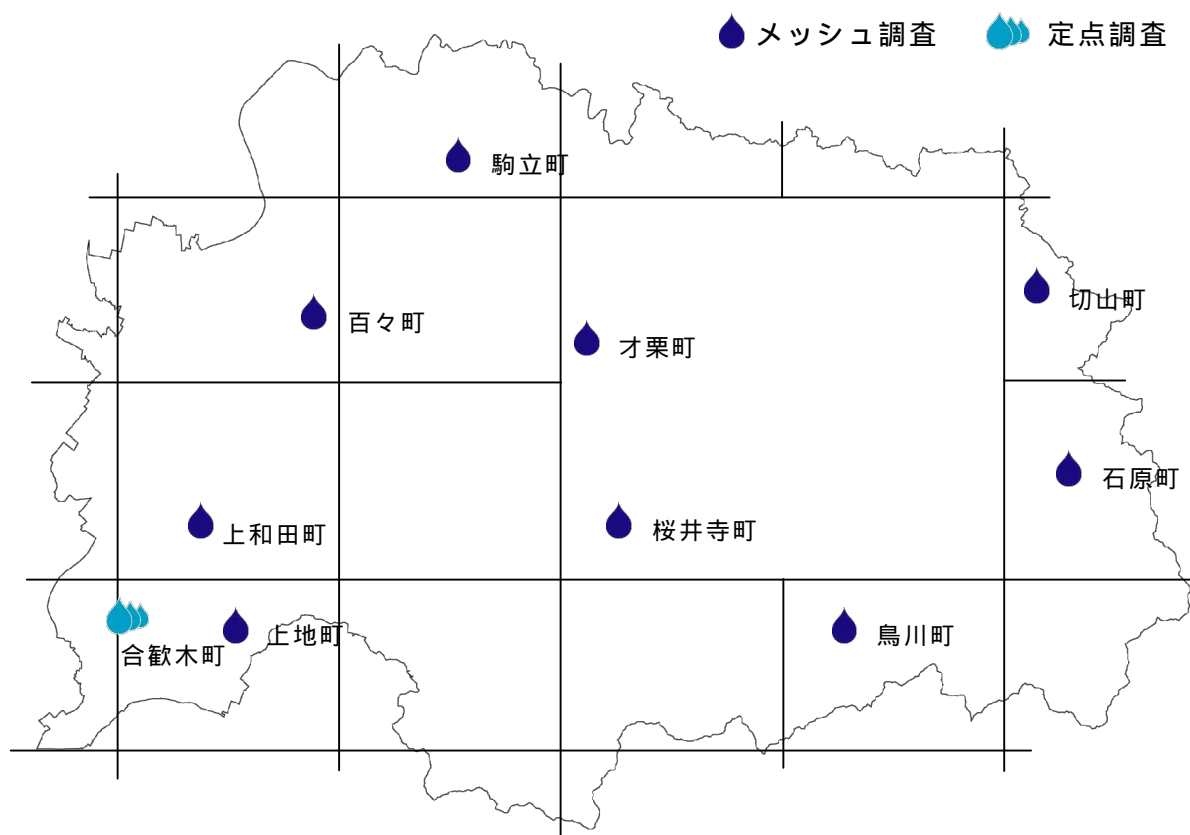 メッシュ調査
定点調査
駒立町
切山町
百々町
才栗町
石原町
上和田町
桜井寺町
合歓木町
上地町
鳥川町